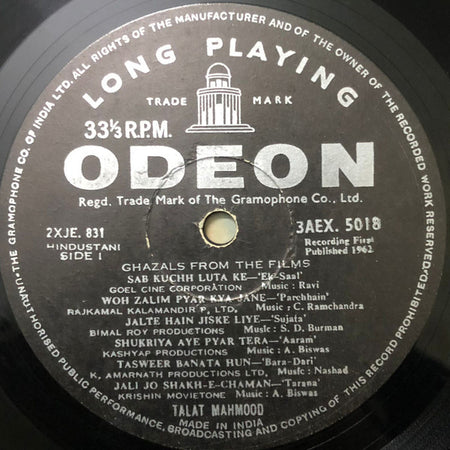 LONG PLAYING
TRADE MARK
33⅓ R.P.M.
ODEON
Regd. Trade Mark of The Gramophone Co., Ltd.
2XJE. 831
3AEX. 5018
HINDUSTANI
SIDE 1
Recording First
Published 1962
GHAZALS FROM THE FILMS
SAB KUCHH LUTA KE—'Ek-Saal'
GOEL CINE CORPORATION Music: Ravi
WOH ZALIM PYAR KYA JANE—'Parchhain'
RAJKAMAL KALAMANDIR P, LTD, Music: C. Ramchandra
JALTE HAIN JISKE LIYE—'Sujata'
BIMAL ROY PRODUCTIONS Music: S. D. Burman
SHUKRIYA AYE PYAR TERA—'Aaram'
KASHYAP PRODUCTIONS Music: A. Biswas
TASWEER BANATA HUN—'Bara-Dari'
K. AMARNATH PRODUCTIONS LTD, Music: Nashad
JALI JO SHAKH-E-CHAMAN—'Tarana'
KRISHIN MOVIETONE Music: A. Biswas
TALAT MAHMOOD
MADE IN INDIA
THE GRAMOPHONE CO. OF INDIA LTD. ALL RIGHTS OF THE MANUFACTURER AND OF THE OWNER OF THE RECORDED WORK RESERVED. UNAUTHORISED PUBLIC PERFORMANCE, BROADCASTING AND COPYING OF THIS RECORD PROHIBITED.